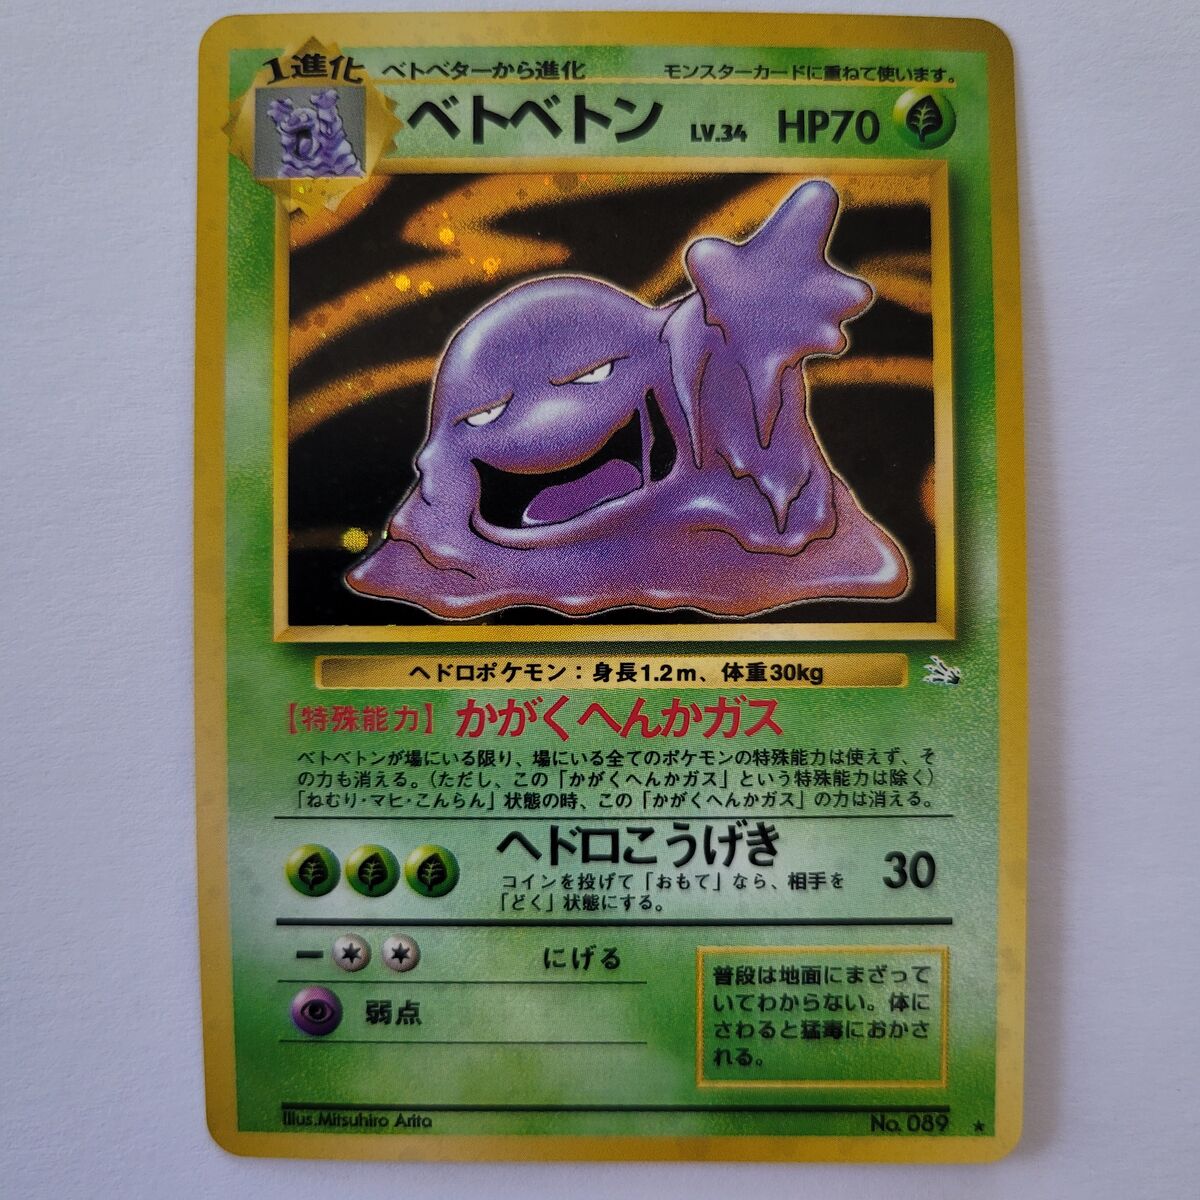 1進化 ベトベターから進化 モンスターカードに重ねて使います。
ベトベトン LV.34 HP70
ヘドロポケモン：身長1.2m、体重30kg
【特殊能力】かがくへんかガス
ベトベトンが場にいる限り、場にいる全てのポケモンの特殊能力は使えず、そ
の力も消える。（ただし、この「かがくへんかガス」という特殊能力は除く）
「ねむり・マヒ・こんらん」状態の時、この「かがくへんかガス」の力は消える。
ヘドロこうげき 30
コインを投げて「おもて」なら、相手を
「どく」状態にする。
にげる
弱点
普段は地面にまざって
いてわからない。体に
さわると猛毒におかさ
れる。
Illus.Mitsuhiro Arita No. 089 ★